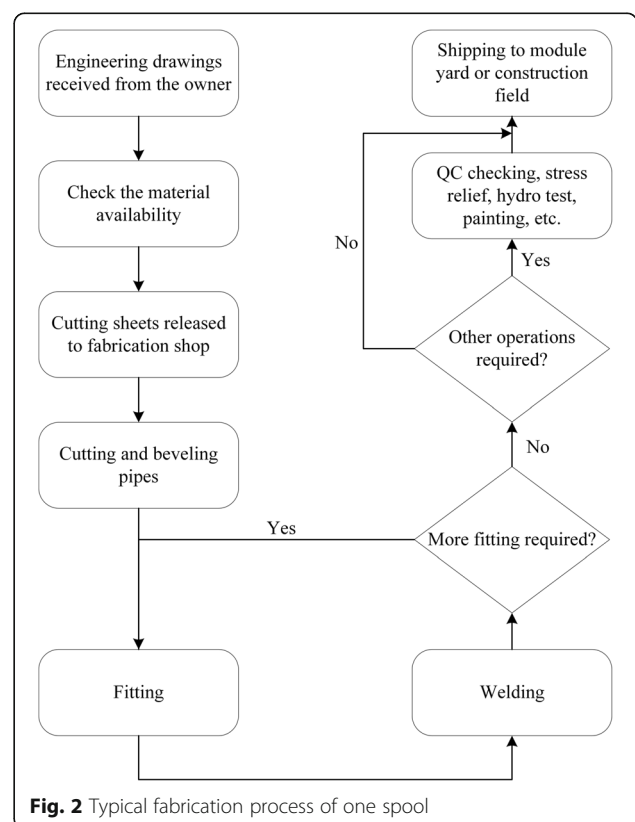 Engineering drawings
received from the owner
Check the material
availability
Cutting sheets released
to fabrication shop
Cutting and beveling
pipes
Fitting
Welding
More fitting required?
Yes
No
Other operations
required?
Yes
No
QC checking, stress
relief, hydro test,
painting, etc.
Shipping to module
yard or construction
field
Fig. 2 Typical fabrication process of one spool